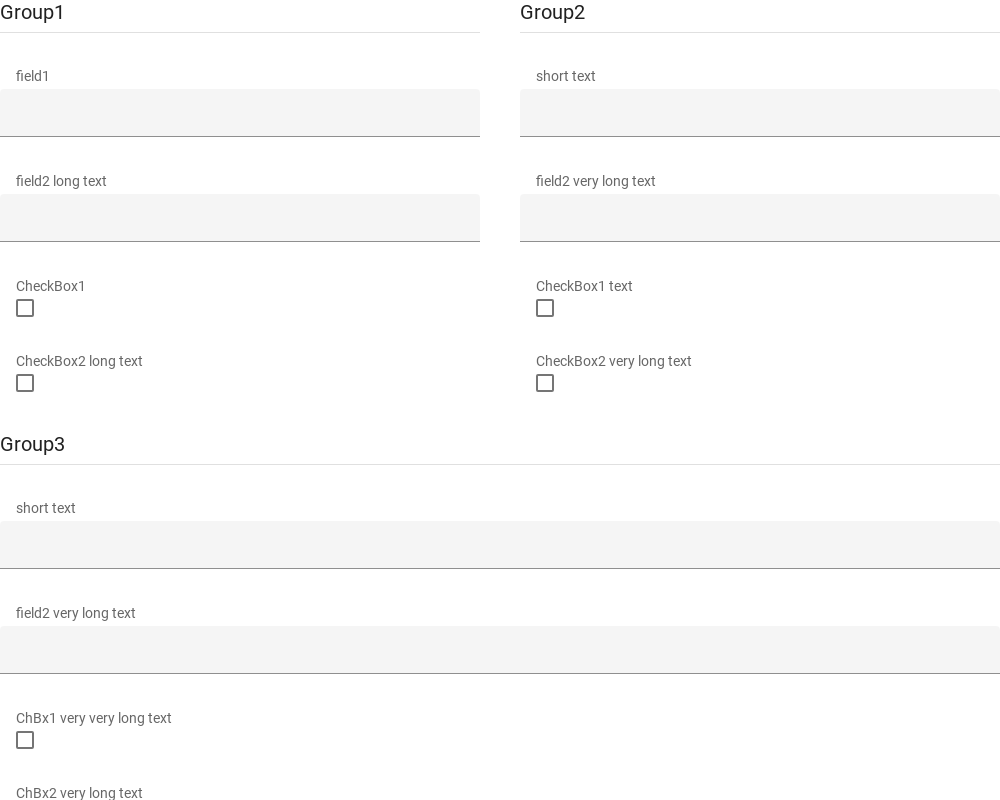 Group1
field1
field2 long text
CheckBox1
CheckBox2 long text
Group2
short text
field2 very long text
CheckBox1 text
CheckBox2 very long text
Group3
short text
field2 very long text
ChBx1 very very long text
ChBx2 very long text